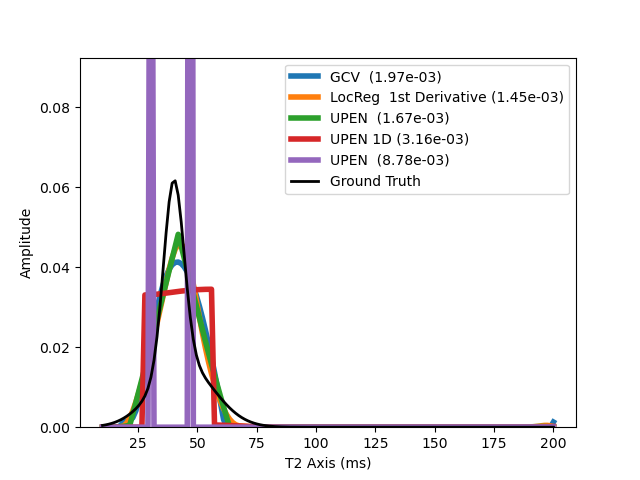 GCV  (1.97e-03)
LocReg  1st Derivative (1.45e-03)
UPEN  (1.67e-03)
UPEN 1D (3.16e-03)
UPEN  (8.78e-03)
Ground Truth
Amplitude
0.08
0.06
0.04
0.02
0.00
25 50 75 100 125 150 175 200
T2 Axis (ms)